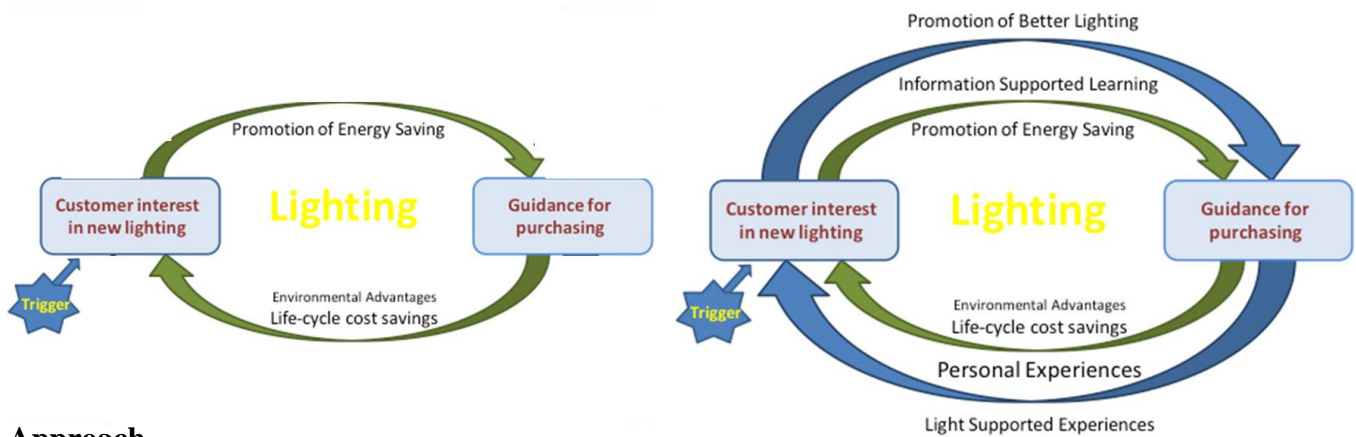 Promotion of Energy Saving
Customer interest
in new lighting
Lighting
Guidance for
purchasing
Trigger
Environmental Advantages
Life-cycle cost savings
Promotion of Better Lighting
Information Supported Learning
Promotion of Energy Saving
Customer interest
in new lighting
Lighting
Guidance for
purchasing
Trigger
Environmental Advantages
Life-cycle cost savings
Personal Experiences
Light Supported Experiences
Approach